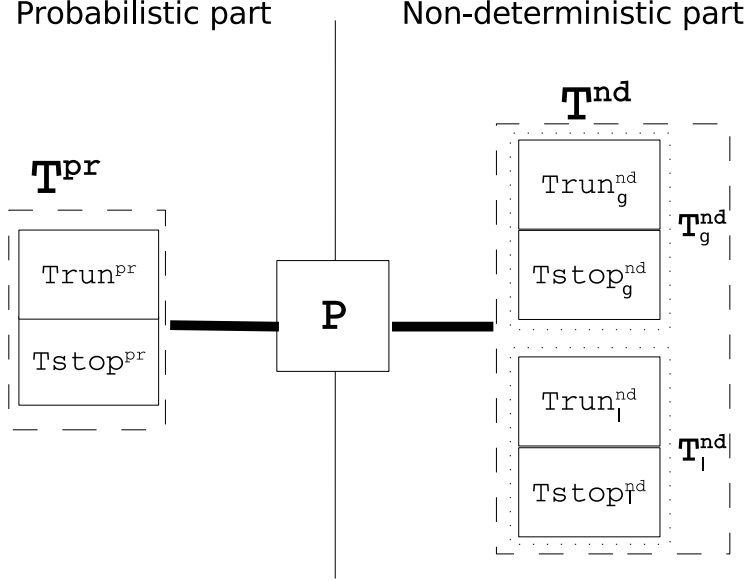 Probabilistic part
Non-deterministic part
T^pr
Trun^pr
Tstop^pr
P
T^nd
Trun_g^nd
Tstop_g^nd
T_g^nd
Trun_l^nd
Tstop_l^nd
T_l^nd